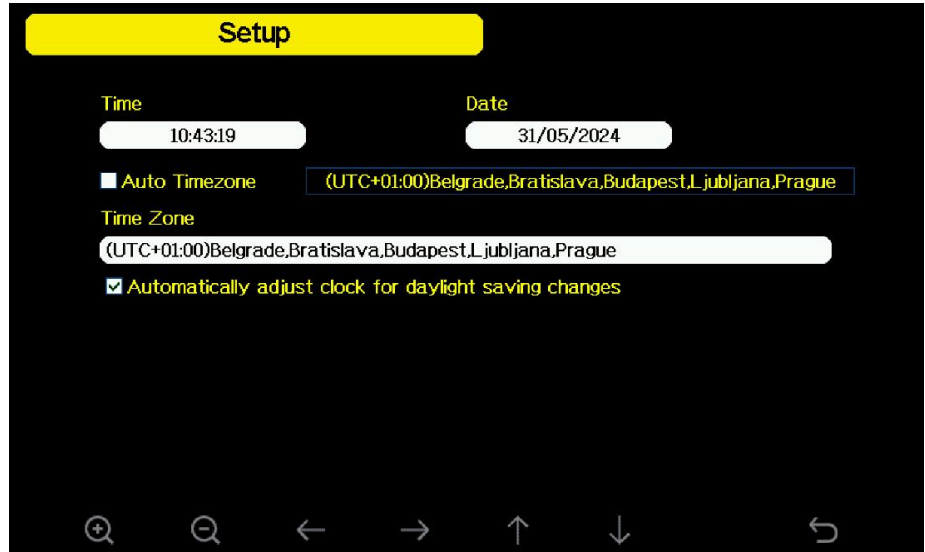 Setup
Time Date
10:43:19 31/05/2024
Auto Timezone (UTC+01:00)Belgrade,Bratislava,Budapest,Ljubljana,Prague
Time Zone
(UTC+01:00)Belgrade,Bratislava,Budapest,Ljubljana,Prague
Automatically adjust clock for daylight saving changes